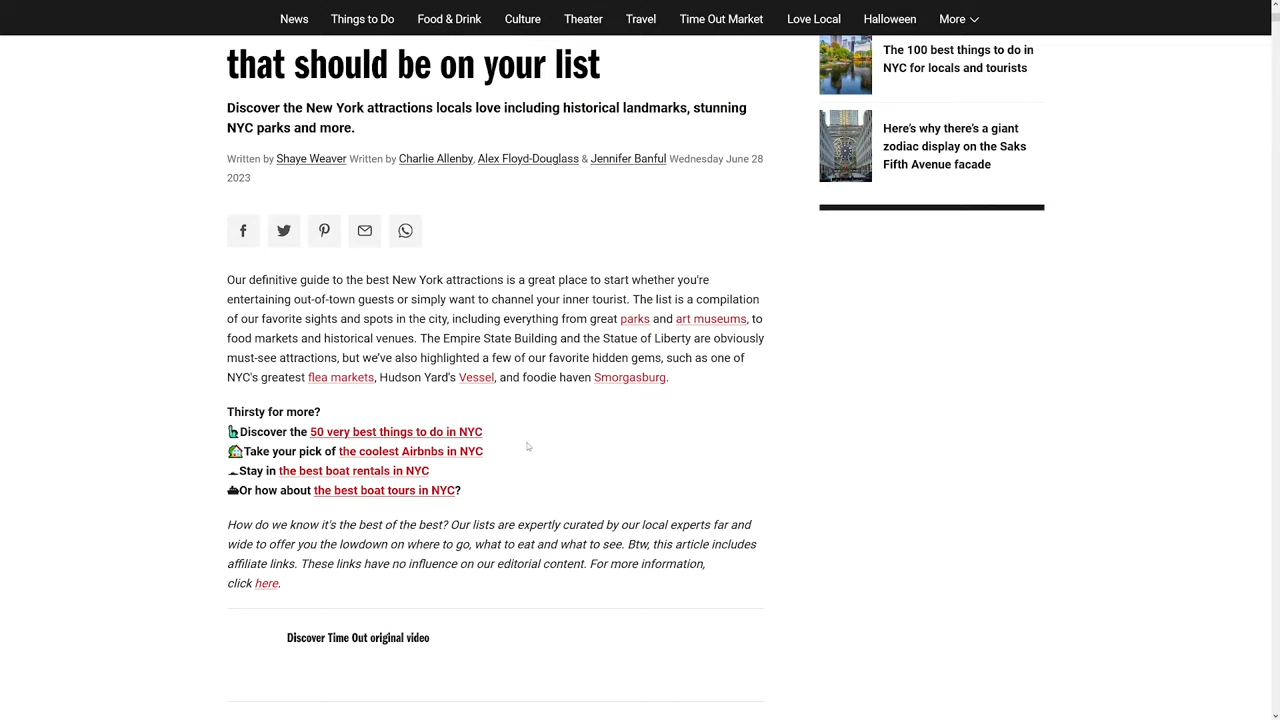 News Things to Do Food & Drink Culture Theater Travel Time Out Market Love Local Halloween More
that should be on your list
Discover the New York attractions locals love including historical landmarks, stunning
NYC parks and more.
Written by Shaye Weaver Written by Charlie Allenby, Alex Floyd-Douglass & Jennifer Banful Wednesday June 28
2023
Our definitive guide to the best New York attractions is a great place to start whether you're
entertaining out-of-town guests or simply want to channel your inner tourist. The list is a compilation
of our favorite sights and spots in the city, including everything from great parks and art museums, to
food markets and historical venues. The Empire State Building and the Statue of Liberty are obviously
must-see attractions, but we’ve also highlighted a few of our favorite hidden gems, such as one of
NYC's greatest flea markets, Hudson Yard's Vessel, and foodie haven Smorgasburg.
Thirsty for more?
Discover the 50 very best things to do in NYC
Take your pick of the coolest Airbnbs in NYC
Stay in the best boat rentals in NYC
Or how about the best boat tours in NYC?
How do we know it's the best of the best? Our lists are expertly curated by our local experts far and
wide to offer you the lowdown on where to go, what to eat and what to see. Btw, this article includes
affiliate links. These links have no influence on our editorial content. For more information,
click here.
Discover Time Out original video
The 100 best things to do in
NYC for locals and tourists
Here’s why there’s a giant
zodiac display on the Saks
Fifth Avenue facade